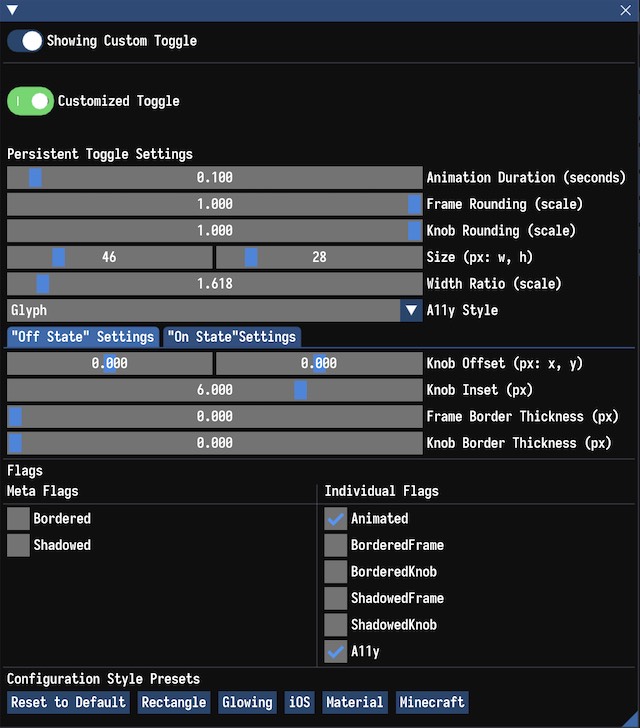 Showing Custom Toggle
Customized Toggle
Persistent Toggle Settings
0.100 Animation Duration (seconds)
1.000 Frame Rounding (scale)
1.000 Knob Rounding (scale)
46 28 Size (px: w, h)
1.618 Width Ratio (scale)
Glyph A11y Style
"Off State" Settings "On State"Settings
0.000 0.000 Knob Offset (px: x, y)
6.000 Knob Inset (px)
0.000 Frame Border Thickness (px)
0.000 Knob Border Thickness (px)
Flags
Meta Flags
Bordered
Shadowed
Individual Flags
Animated
BorderedFrame
BorderedKnob
ShadowedFrame
ShadowedKnob
A11y
Configuration Style Presets
Reset to Default Rectangle Glowing iOS Material Minecraft